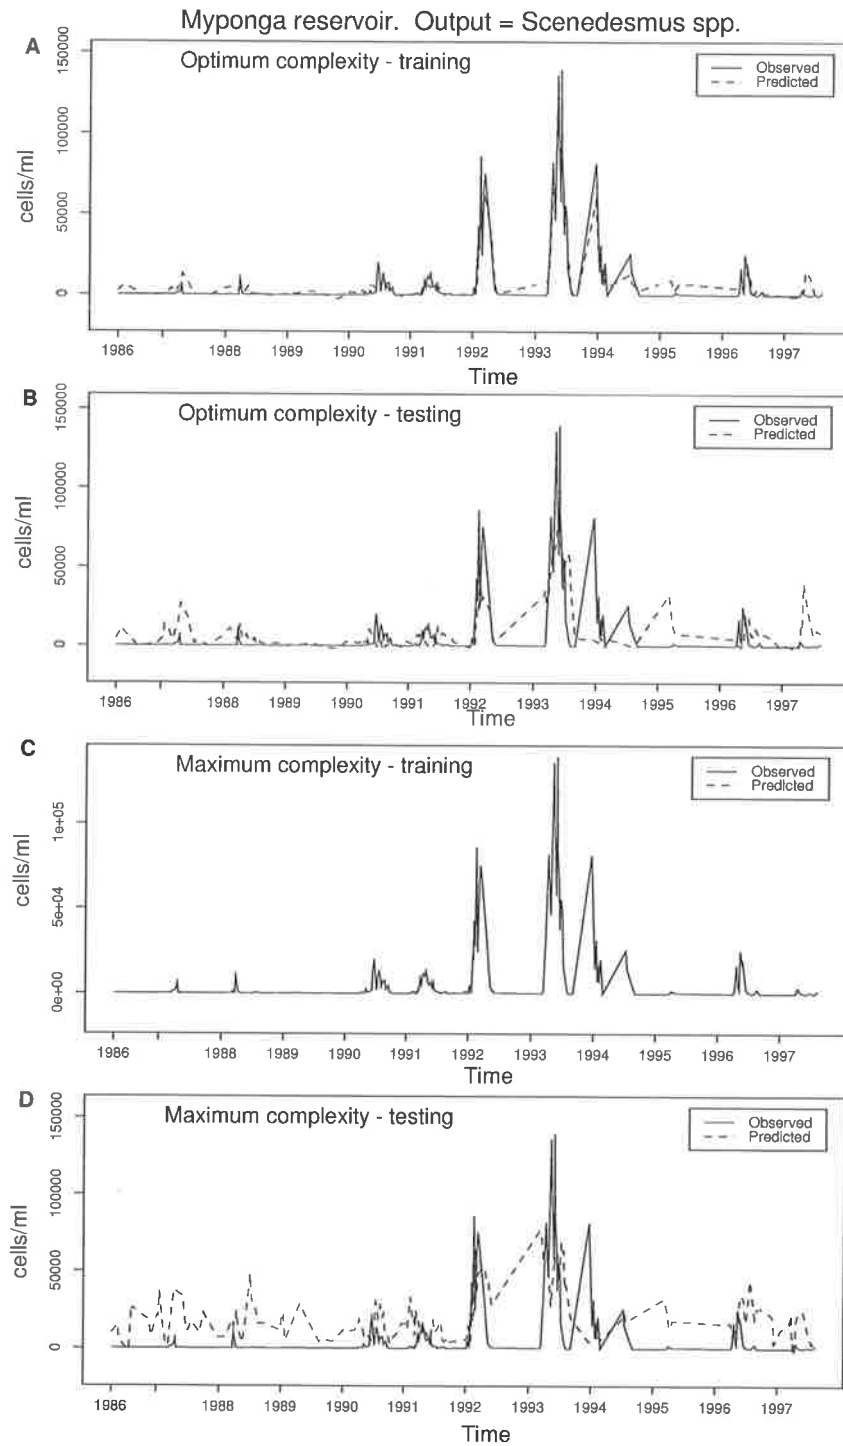 Myponga reservoir. Output = Scenedesmus spp.
A
Optimum complexity - training
Observed
Predicted
150000
100000
50000
0
cells/ml
1986
1988
1989
1990
1991
1992
1993
1994
1995
1996
1997
Time
B
Optimum complexity - testing
Observed
Predicted
150000
100000
50000
0
cells/ml
1986
1988
1989
1990
1991
1992
1993
1994
1995
1996
1997
Time
C
Maximum complexity - training
Observed
Predicted
1e+05
5e+04
0e+00
cells/ml
1986
1988
1989
1990
1991
1992
1993
1994
1995
1996
1997
Time
D
Maximum complexity - testing
Observed
Predicted
150000
100000
50000
0
cells/ml
1986
1988
1989
1990
1991
1992
1993
1994
1995
1996
1997
Time